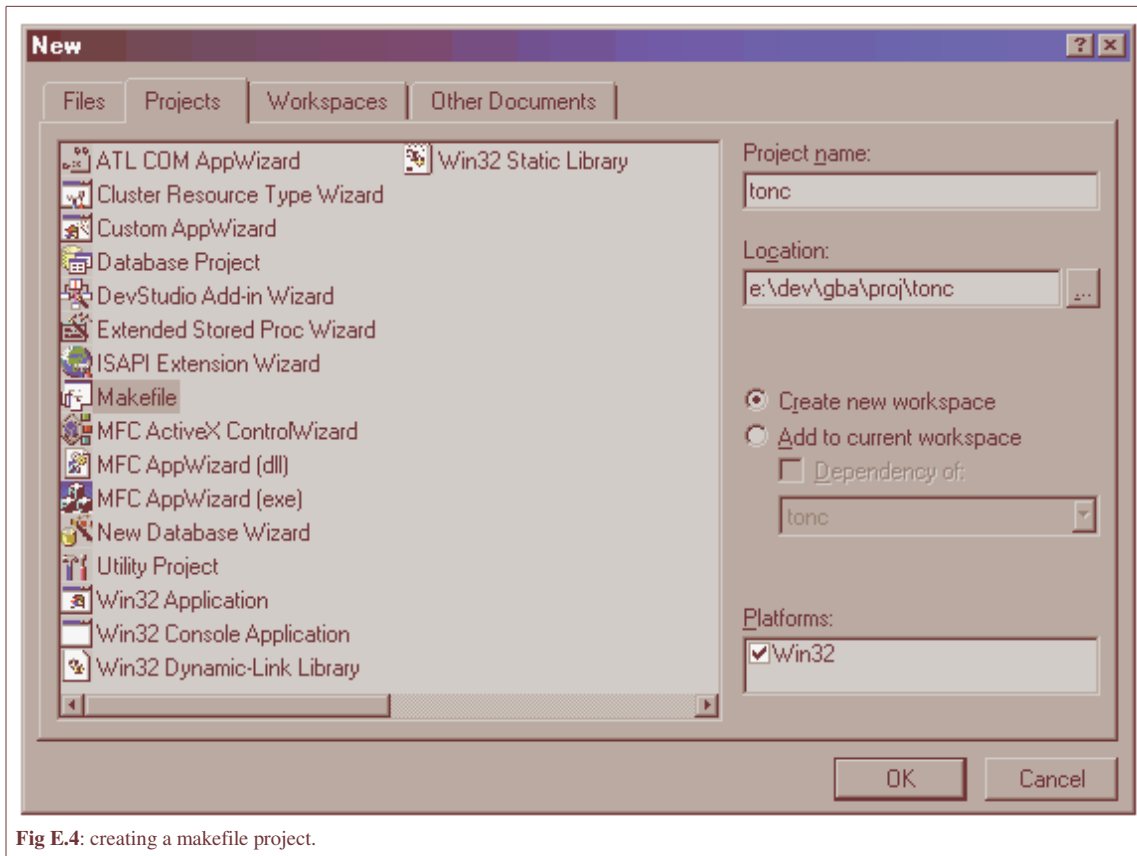 New
Files
Projects
Workspaces
Other Documents
ATL COM AppWizard
Cluster Resource Type Wizard
Custom AppWizard
Database Project
DevStudio Add-in Wizard
Extended Stored Proc Wizard
ISAPI Extension Wizard
Makefile
MFC ActiveX ControlWizard
MFC AppWizard (dll)
MFC AppWizard (exe)
New Database Wizard
Utility Project
Win32 Application
Win32 Console Application
Win32 Dynamic-Link Library
Win32 Static Library
Project name:
tonc
Location:
e:\dev\gba\proj\tonc
...
Create new workspace
Add to current workspace
Dependency of:
tonc
Platforms:
Win32
OK
Cancel
Fig E.4: creating a makefile project.